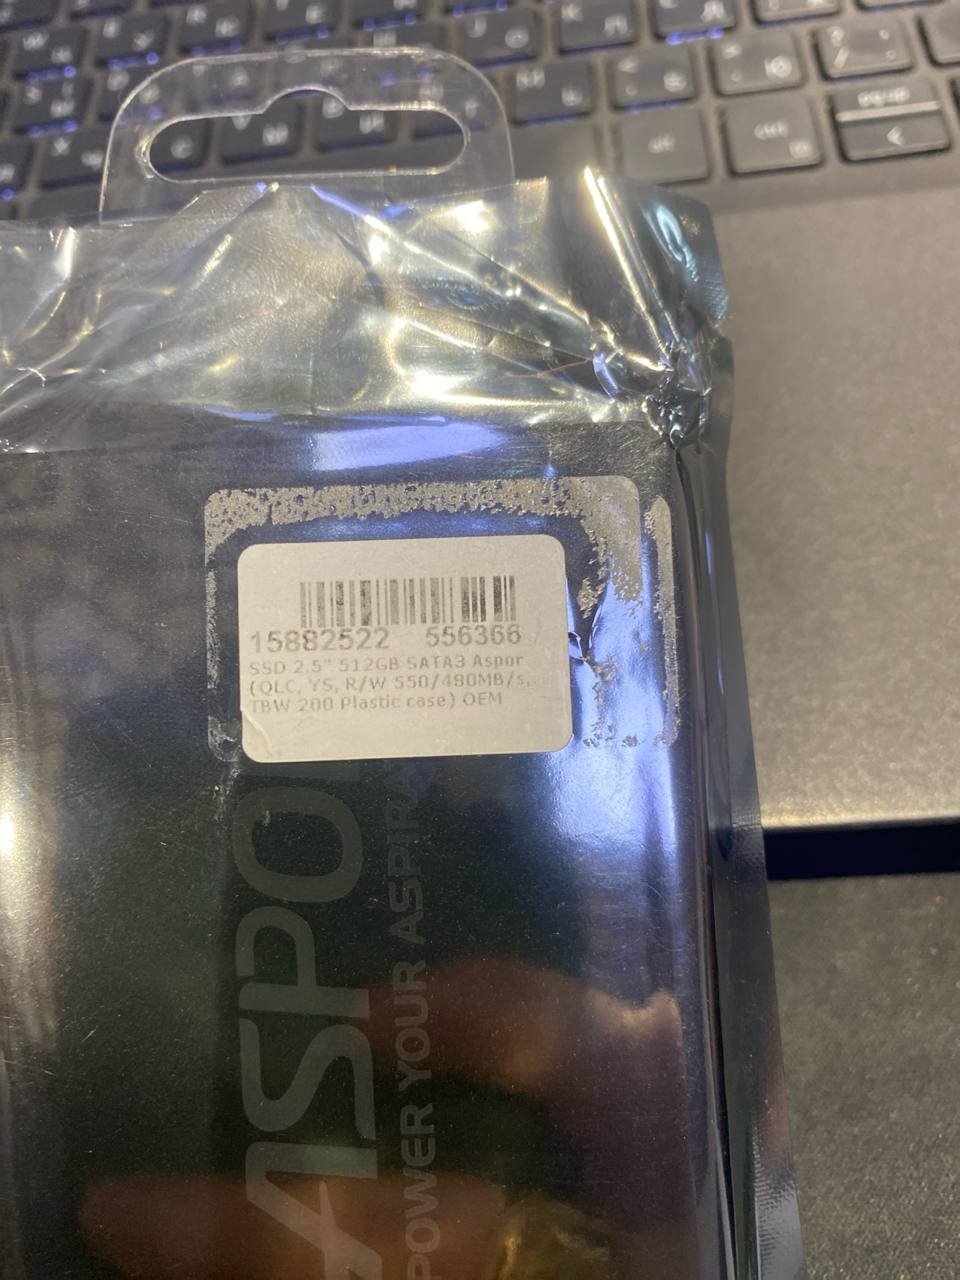 15882522 556366
SSD 2.5" 512GB SATA3 Aspor
(QLC, YS, R/W 550/480MB/s,
TBW 200 Plastic case) OEM
ASPO
POWER YOUR ASPIRA